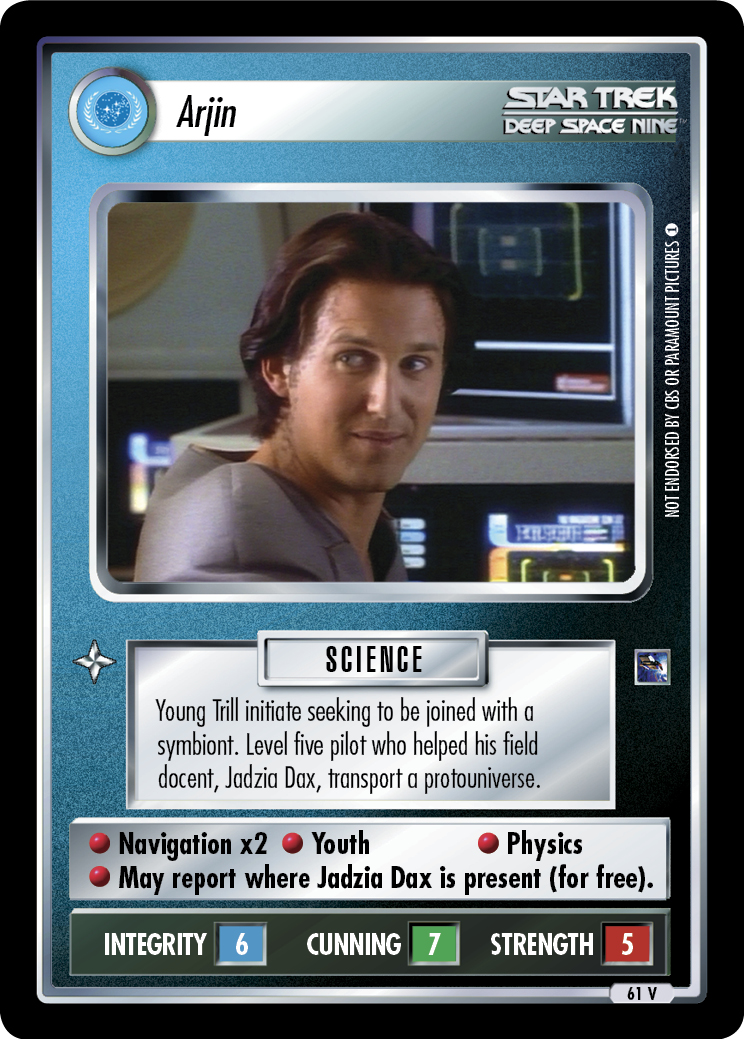 Arjin
STAR TREK
DEEP SPACE NINE™
NOT ENDORSED BY CBS OR PARAMOUNT PICTURES 1
SCIENCE
Young Trill initiate seeking to be joined with a
symbiont. Level five pilot who helped his field
docent, Jadzia Dax, transport a protouniverse.
Navigation x2 Youth Physics
May report where Jadzia Dax is present (for free).
INTEGRITY 6 CUNNING 7 STRENGTH 5
61 V